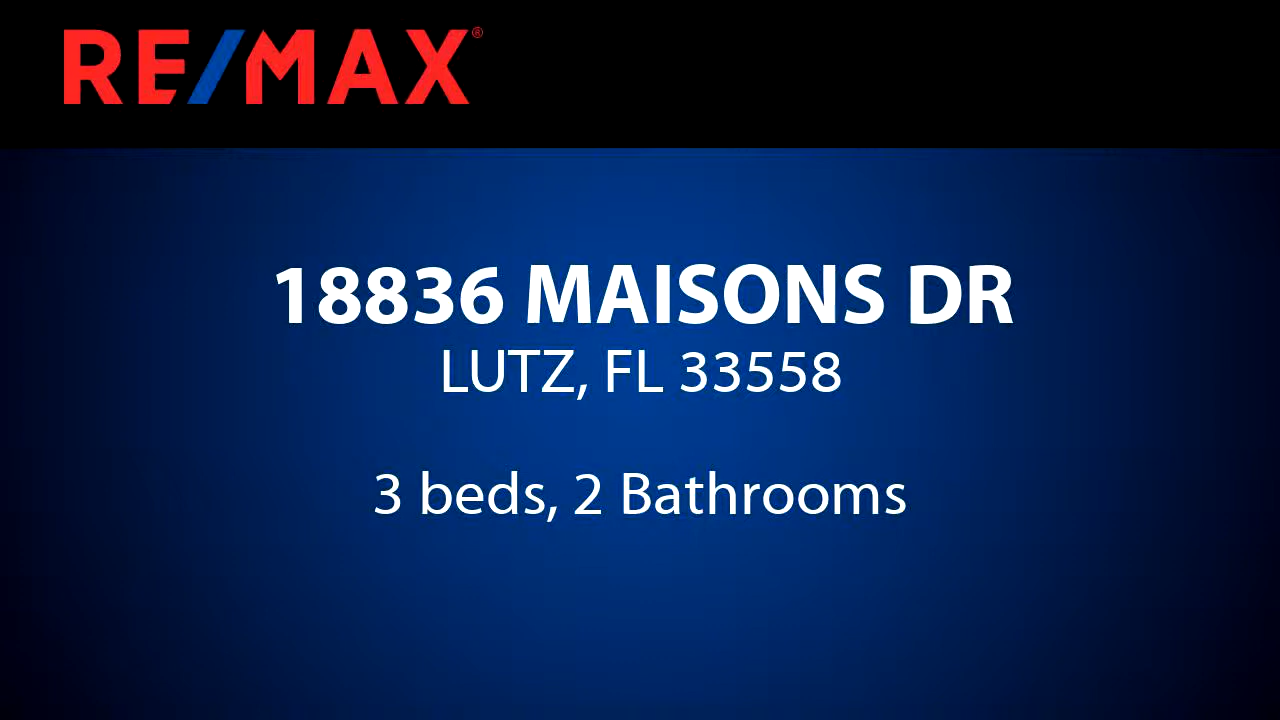 RE/MAX®
18836 MAISONS DR
LUTZ, FL 33558
3 beds, 2 Bathrooms